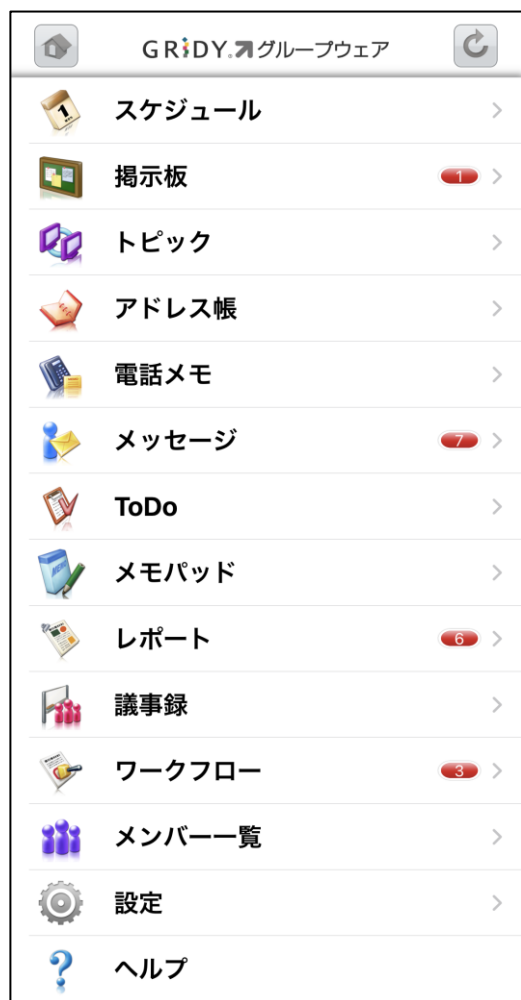 GRiDY.グループウェア
スケジュール
掲示板
1
トピック
アドレス帳
電話メモ
メッセージ
7
ToDo
メモパッド
レポート
6
議事録
ワークフロー
3
メンバー一覧
設定
ヘルプ